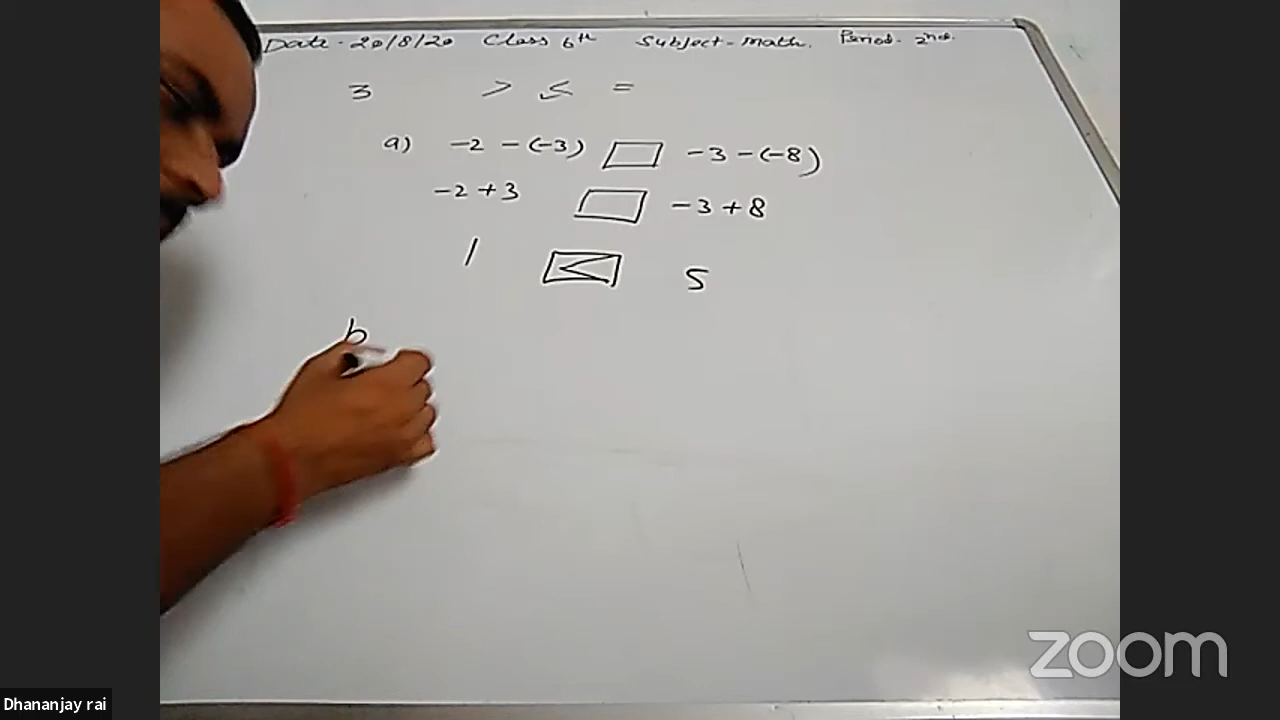 Date - 20/8/20 Class 6th Subject - Math. Period - 2nd.
3 > < =
a) -2 - (-3) □ -3 - (-8)
-2 + 3 □ -3 + 8
1 < 5
b
zoom
Dhananjay rai